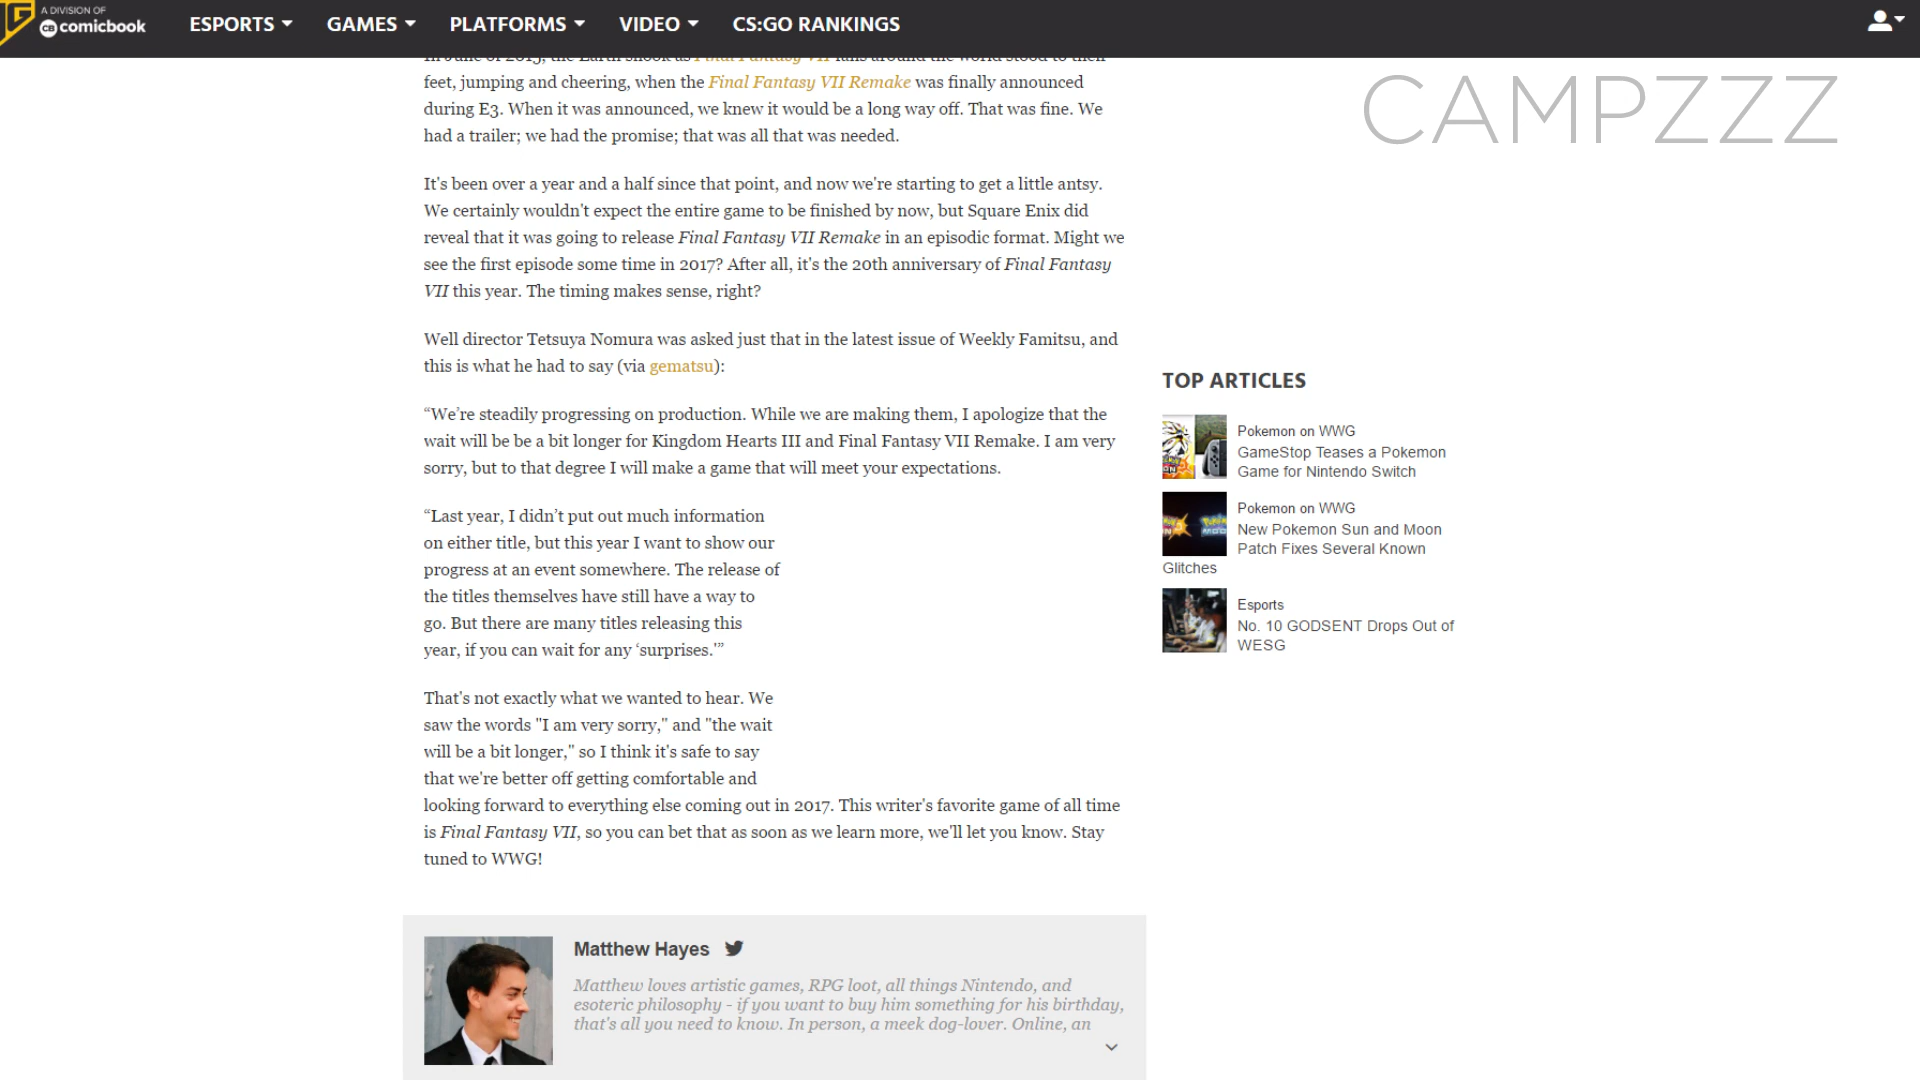 A DIVISION OF
CB comicbook
ESPORTS
GAMES
PLATFORMS
VIDEO
CS:GO RANKINGS
CAMPZZZ
In June of 2015, the Earth shook as Final Fantasy VII fans around the world stood to their
feet, jumping and cheering, when the Final Fantasy VII Remake was finally announced
during E3. When it was announced, we knew it would be a long way off. That was fine. We
had a trailer; we had the promise; that was all that was needed.
It's been over a year and a half since that point, and now we're starting to get a little antsy.
We certainly wouldn't expect the entire game to be finished by now, but Square Enix did
reveal that it was going to release Final Fantasy VII Remake in an episodic format. Might we
see the first episode some time in 2017? After all, it's the 20th anniversary of Final Fantasy
VII this year. The timing makes sense, right?
Well director Tetsuya Nomura was asked just that in the latest issue of Weekly Famitsu, and
this is what he had to say (via gematsu):
“We’re steadily progressing on production. While we are making them, I apologize that the
wait will be be a bit longer for Kingdom Hearts III and Final Fantasy VII Remake. I am very
sorry, but to that degree I will make a game that will meet your expectations.
“Last year, I didn’t put out much information
on either title, but this year I want to show our
progress at an event somewhere. The release of
the titles themselves have still have a way to
go. But there are many titles releasing this
year, if you can wait for any ‘surprises.'”
That's not exactly what we wanted to hear. We
saw the words "I am very sorry," and "the wait
will be a bit longer," so I think it's safe to say
that we're better off getting comfortable and
looking forward to everything else coming out in 2017. This writer's favorite game of all time
is Final Fantasy VII, so you can bet that as soon as we learn more, we'll let you know. Stay
tuned to WWG!
TOP ARTICLES
Pokemon on WWG
GameStop Teases a Pokemon
Game for Nintendo Switch
Pokemon on WWG
New Pokemon Sun and Moon
Patch Fixes Several Known
Glitches
Esports
No. 10 GODSENT Drops Out of
WESG
Matthew Hayes
Matthew loves artistic games, RPG loot, all things Nintendo, and
esoteric philosophy - if you want to buy him something for his birthday,
that's all you need to know. In person, a meek dog-lover. Online, an